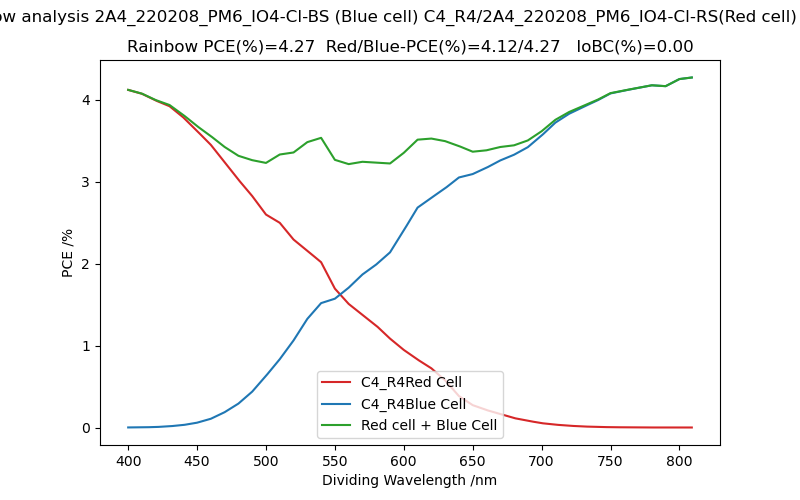 ow analysis 2A4_220208_PM6_IO4-Cl-BS (Blue cell) C4_R4/2A4_220208_PM6_IO4-Cl-RS(Red cell)
Rainbow PCE(%)=4.27 Red/Blue-PCE(%)=4.12/4.27 IoBC(%)=0.00
PCE /%
4
3
2
1
0
C4_R4Red Cell
C4_R4Blue Cell
Red cell + Blue Cell
400 450 500 550 600 650 700 750 800
Dividing Wavelength /nm